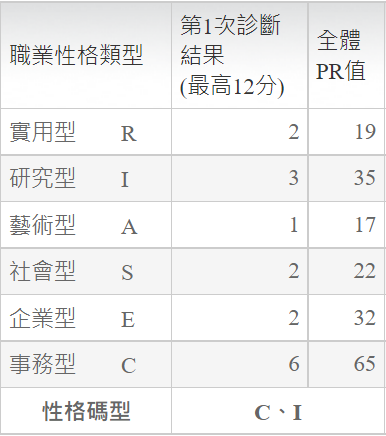 職業性格類型 第1次診斷結果(最高12分) 全體PR值
實用型 R 2 19
研究型 I 3 35
藝術型 A 1 17
社會型 S 2 22
企業型 E 2 32
事務型 C 6 65
性格碼型 C、I